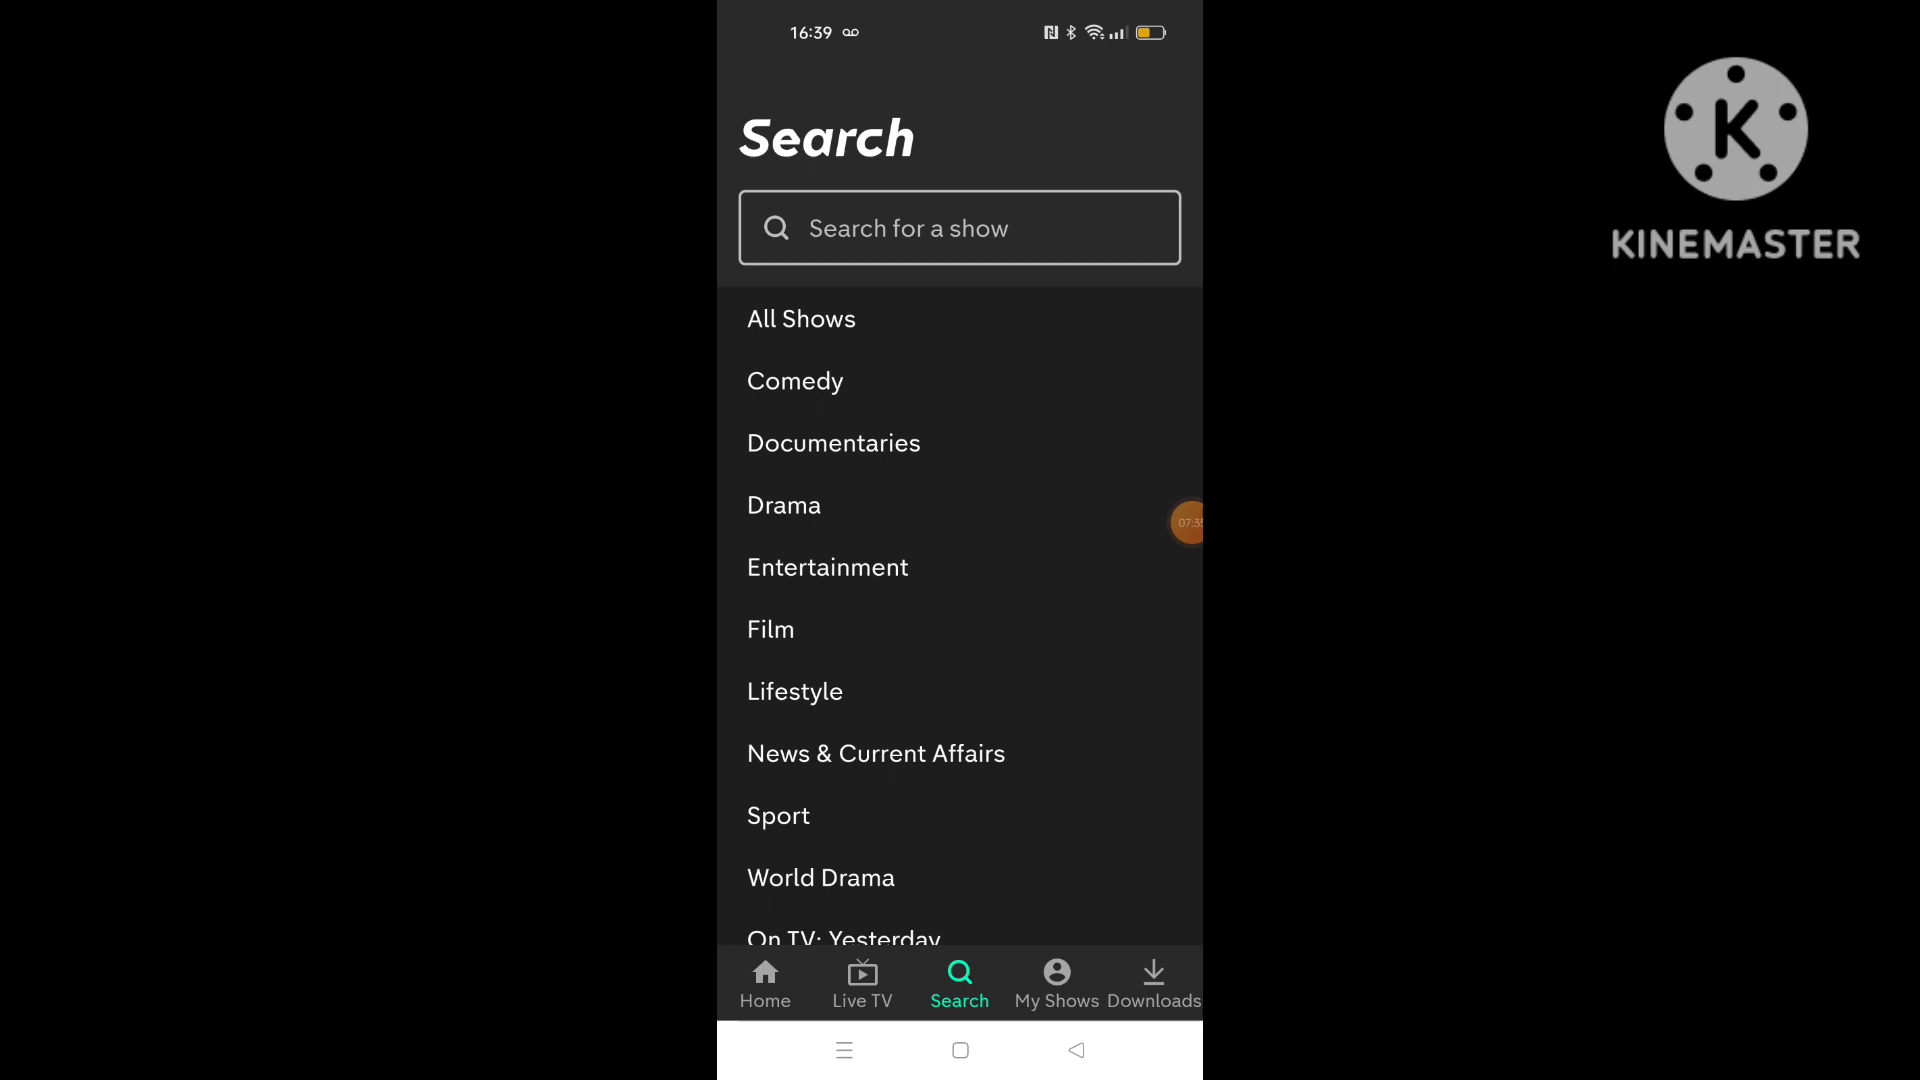 16:39
Search
Search for a show
All Shows
Comedy
Documentaries
Drama
Entertainment
Film
Lifestyle
News & Current Affairs
Sport
World Drama
On TV: Yesterday
Home
Live TV
Search
My Shows
Downloads
K
KINEMASTER